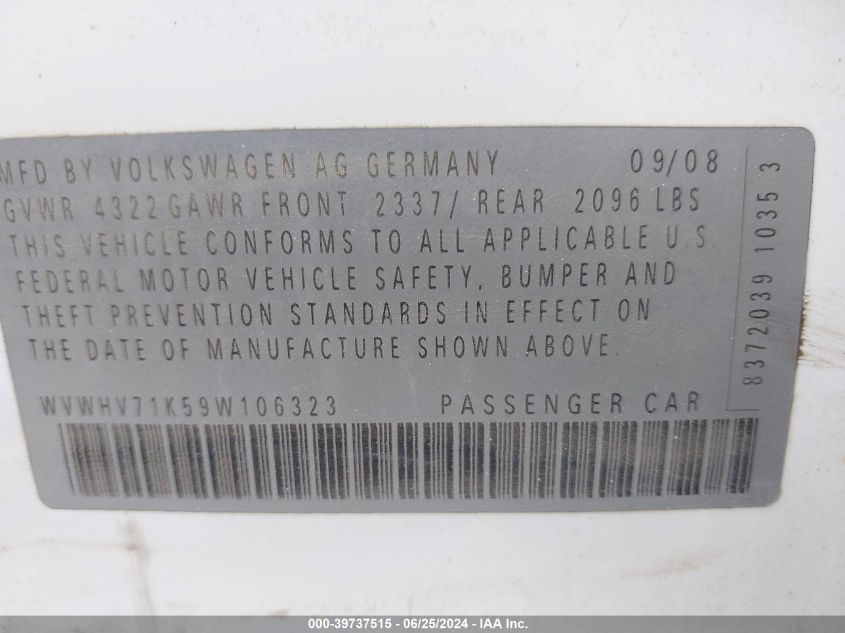 MFD BY VOLKSWAGEN AG GERMANY 09/08
GVWR 4322 GAWR FRONT 2337/ REAR 2096 LBS
THIS VEHICLE CONFORMS TO ALL APPLICABLE U.S.
FEDERAL MOTOR VEHICLE SAFETY, BUMPER AND
THEFT PREVENTION STANDARDS IN EFFECT ON
THE DATE OF MANUFACTURE SHOWN ABOVE.
WVWHV71K59W106323 PASSENGER CAR
8372039 1035 3
000-39737515 - 06/25/2024 - IAA Inc.